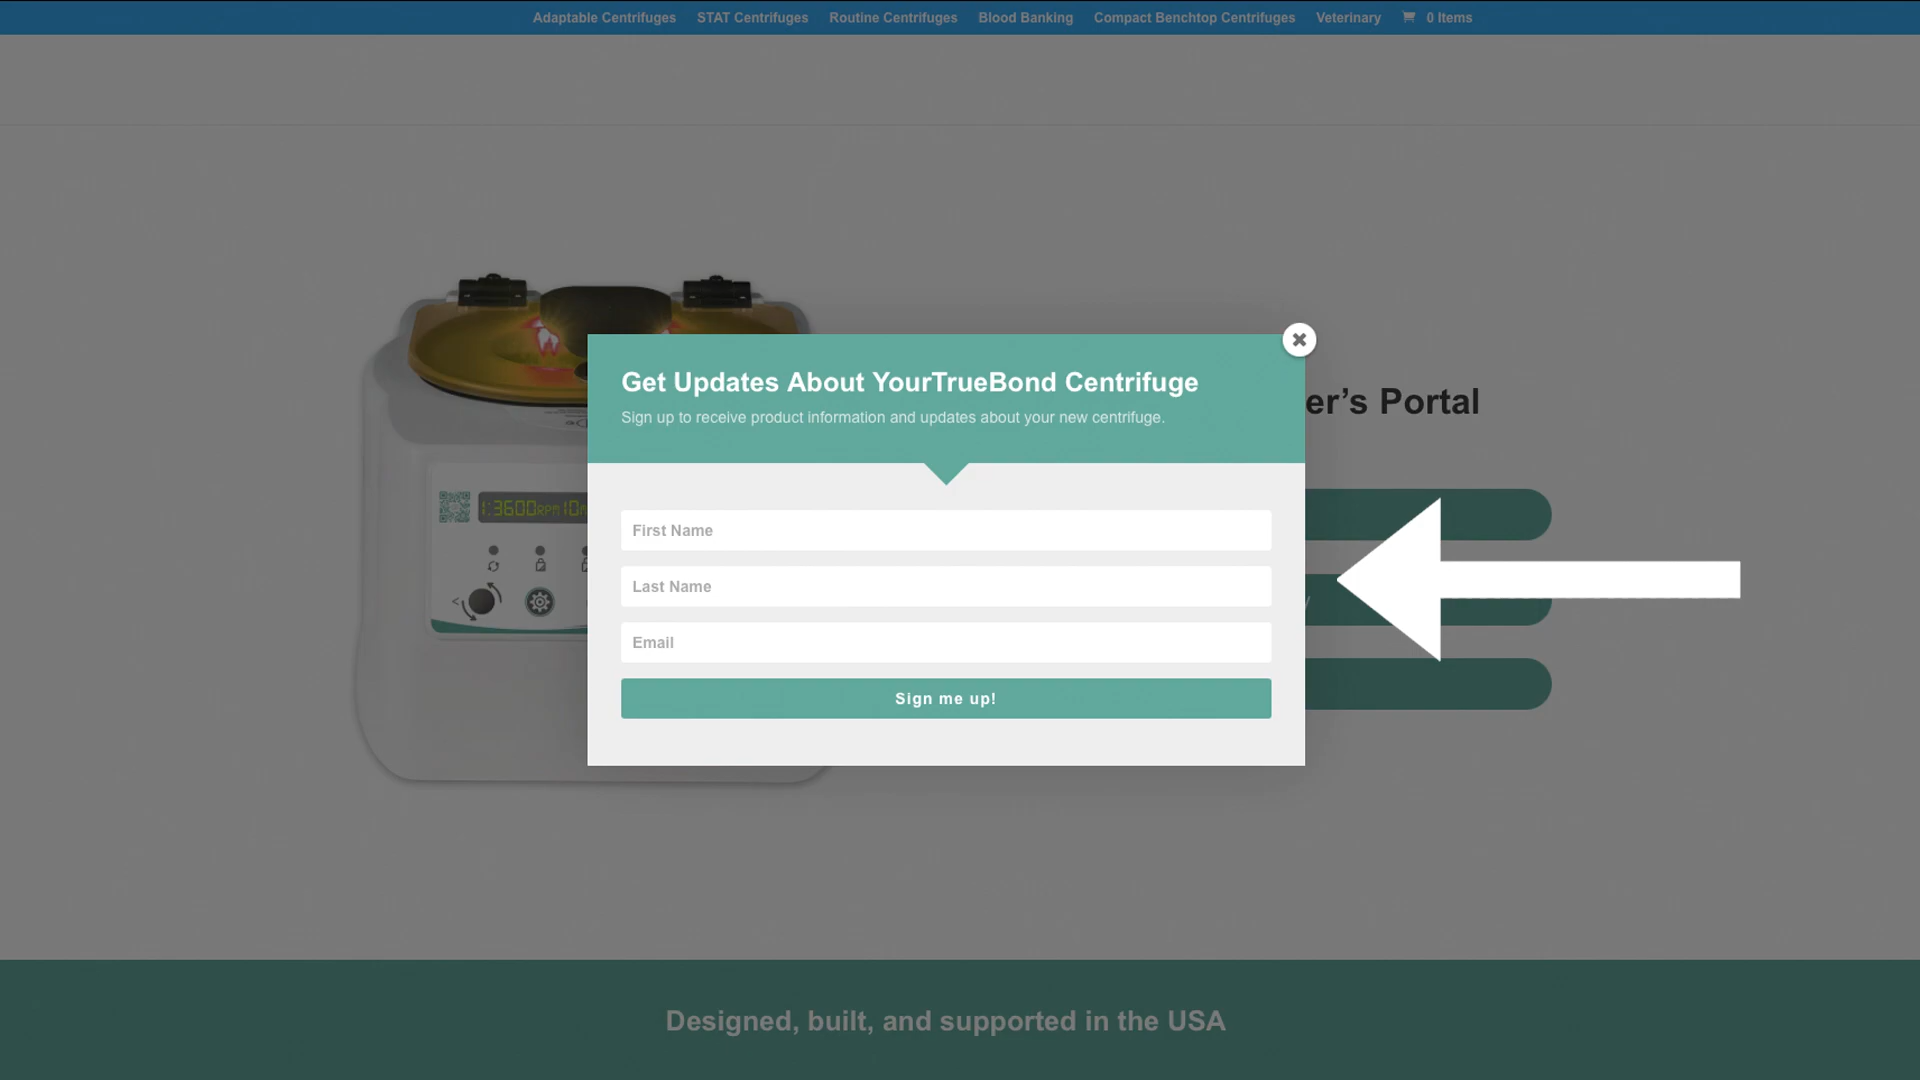 Adaptable Centrifuges STAT Centrifuges Routine Centrifuges Blood Banking Compact Benchtop Centrifuges Veterinary 0 Items
Get Updates About YourTrueBond Centrifuge
Sign up to receive product information and updates about your new centrifuge.
er’s Portal
1:3600RPM10
First Name
Last Name
Email
Sign me up!
Designed, built, and supported in the USA